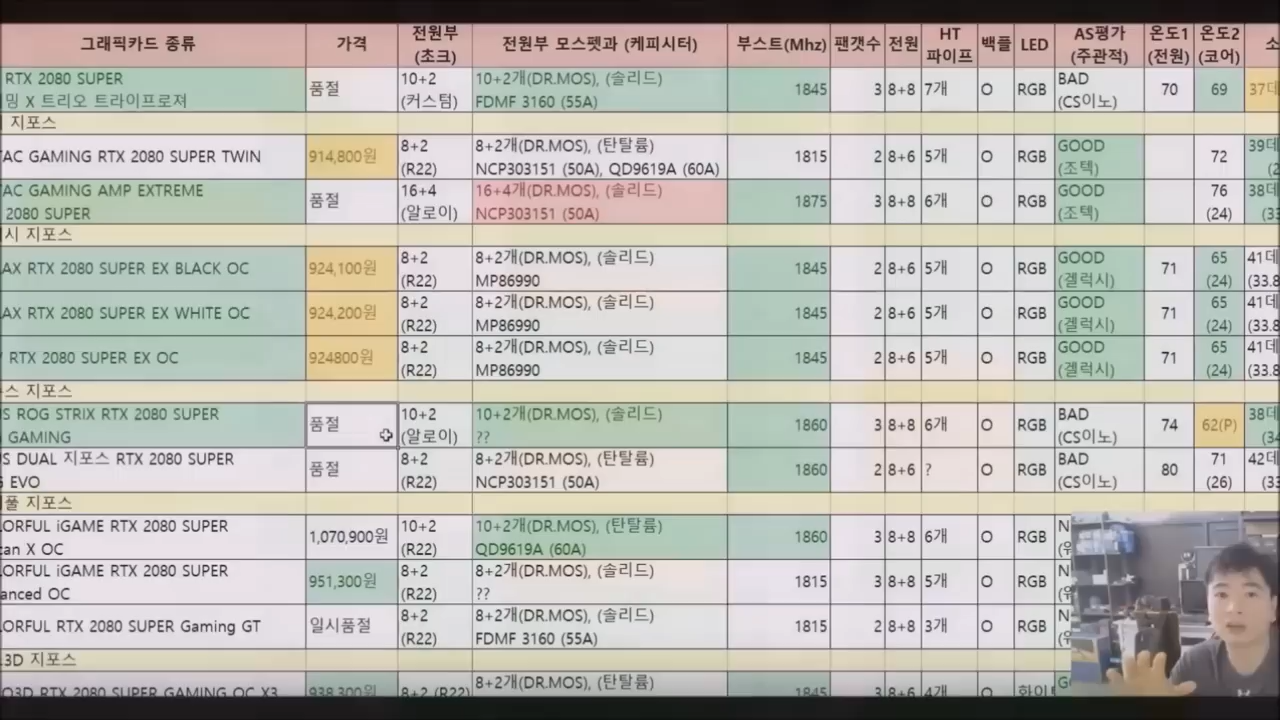 그래픽카드 종류 가격 전원부 (초크) 전원부 모스펫과 (케피시터) 부스트(Mhz) 팬갯수 전원 HT 파이프 백플 LED AS평가 (주관적) 온도1 (전원) 온도2 (코어) 소
RTX 2080 SUPER 품절 10+2 10+2개(DR.MOS), (솔리드) 1845 3 8+8 7개 O RGB BAD 70 69 37데
밍 X 트리오 트라이프로져 (커스텀) FDMF 3160 (55A) (CS이노)
지포스
TAC GAMING RTX 2080 SUPER TWIN 914,800원 8+2 8+2개(DR.MOS), (탄탈륨) 1815 2 8+6 5개 O RGB GOOD 72 39데
(R22) NCP303151 (50A), QD9619A (60A) (조텍)
TAC GAMING AMP EXTREME 품절 16+4 16+4개(DR.MOS), (솔리드) 1875 3 8+8 6개 O RGB GOOD 76 38데
2080 SUPER (알로이) NCP303151 (50A) (조텍) (24) (33
시 지포스
AX RTX 2080 SUPER EX BLACK OC 924,100원 8+2 8+2개(DR.MOS), (솔리드) 1845 2 8+6 5개 O RGB GOOD 71 65 41데
(R22) MP86990 (겔럭시) (24) (33.8
AX RTX 2080 SUPER EX WHITE OC 924,200원 8+2 8+2개(DR.MOS), (솔리드) 1845 2 8+6 5개 O RGB GOOD 71 65 41데
(R22) MP86990 (겔럭시) (24) (33.8
RTX 2080 SUPER EX OC 924800원 8+2 8+2개(DR.MOS), (솔리드) 1845 2 8+6 5개 O RGB GOOD 71 65 41데
(R22) MP86990 (겔럭시) (24) (33.8
스 지포스
S ROG STRIX RTX 2080 SUPER 품절 10+2 10+2개(DR.MOS), (솔리드) 1860 3 8+8 6개 O RGB BAD 74 62(P) 38데
GAMING (알로이) ?? (CS이노) (34
S DUAL 지포스 RTX 2080 SUPER 품절 8+2 8+2개(DR.MOS), (탄탈륨) 1860 2 8+6 ? O RGB BAD 80 71 42데
EVO (R22) NCP303151 (50A) (CS이노) (26) (33
풀 지포스
ORFUL iGAME RTX 2080 SUPER 1,070,900원 10+2 10+2개(DR.MOS), (탄탈륨) 1860 3 8+8 6개 O RGB N
can X OC (R22) QD9619A (60A)
ORFUL iGAME RTX 2080 SUPER 951,300원 8+2 8+2개(DR.MOS), (솔리드) 1815 3 8+8 5개 O RGB N
anced OC (R22) ??
ORFUL RTX 2080 SUPER Gaming GT 일시품절 8+2 8+2개(DR.MOS), (솔리드) 1815 2 8+8 3개 O RGB N
(R22) FDMF 3160 (55A)
3D 지포스
O3D RTX 2080 SUPER GAMING OC X3 938,300원 8+2 (R22) 8+2개(DR.MOS), (탄탈륨) 1845 3 8+6 4개 O